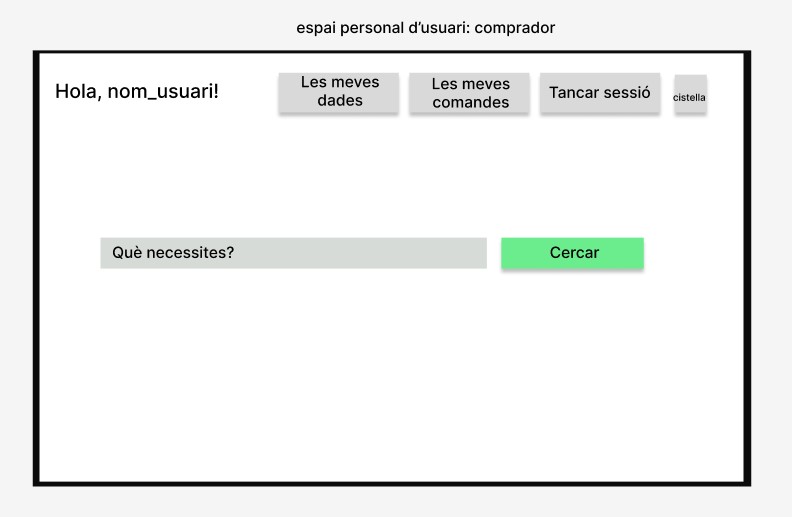 espai personal d'usuari: comprador
Hola, nom_usuari!
Les meves
dades
Les meves
comandes
Tancar sessió
cistella
Què necessites?
Cercar